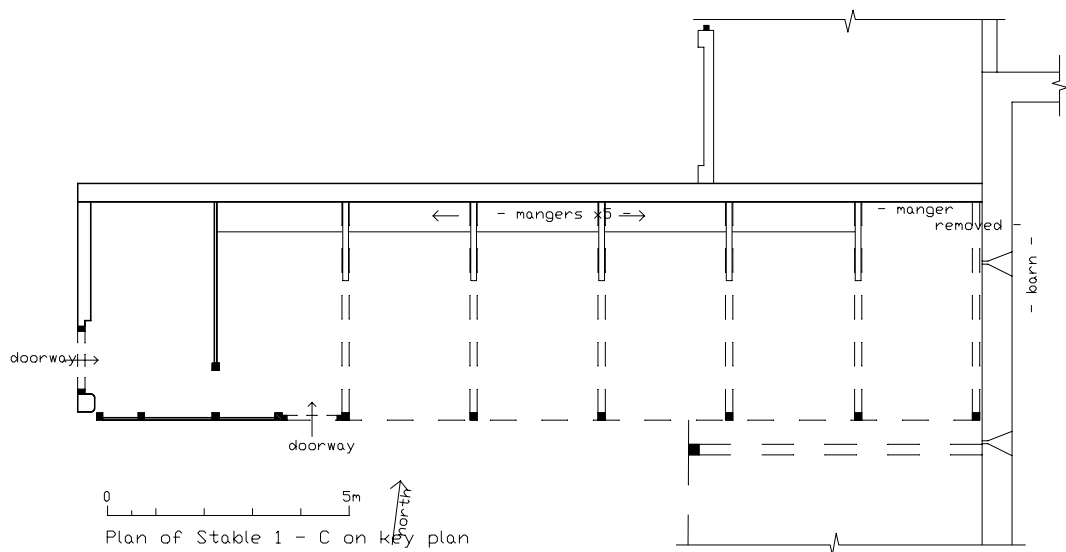 - mangers x5 -
- manger
removed -
- barn -
doorway
doorway
0 5m
north
Plan of Stable 1 - C on key plan